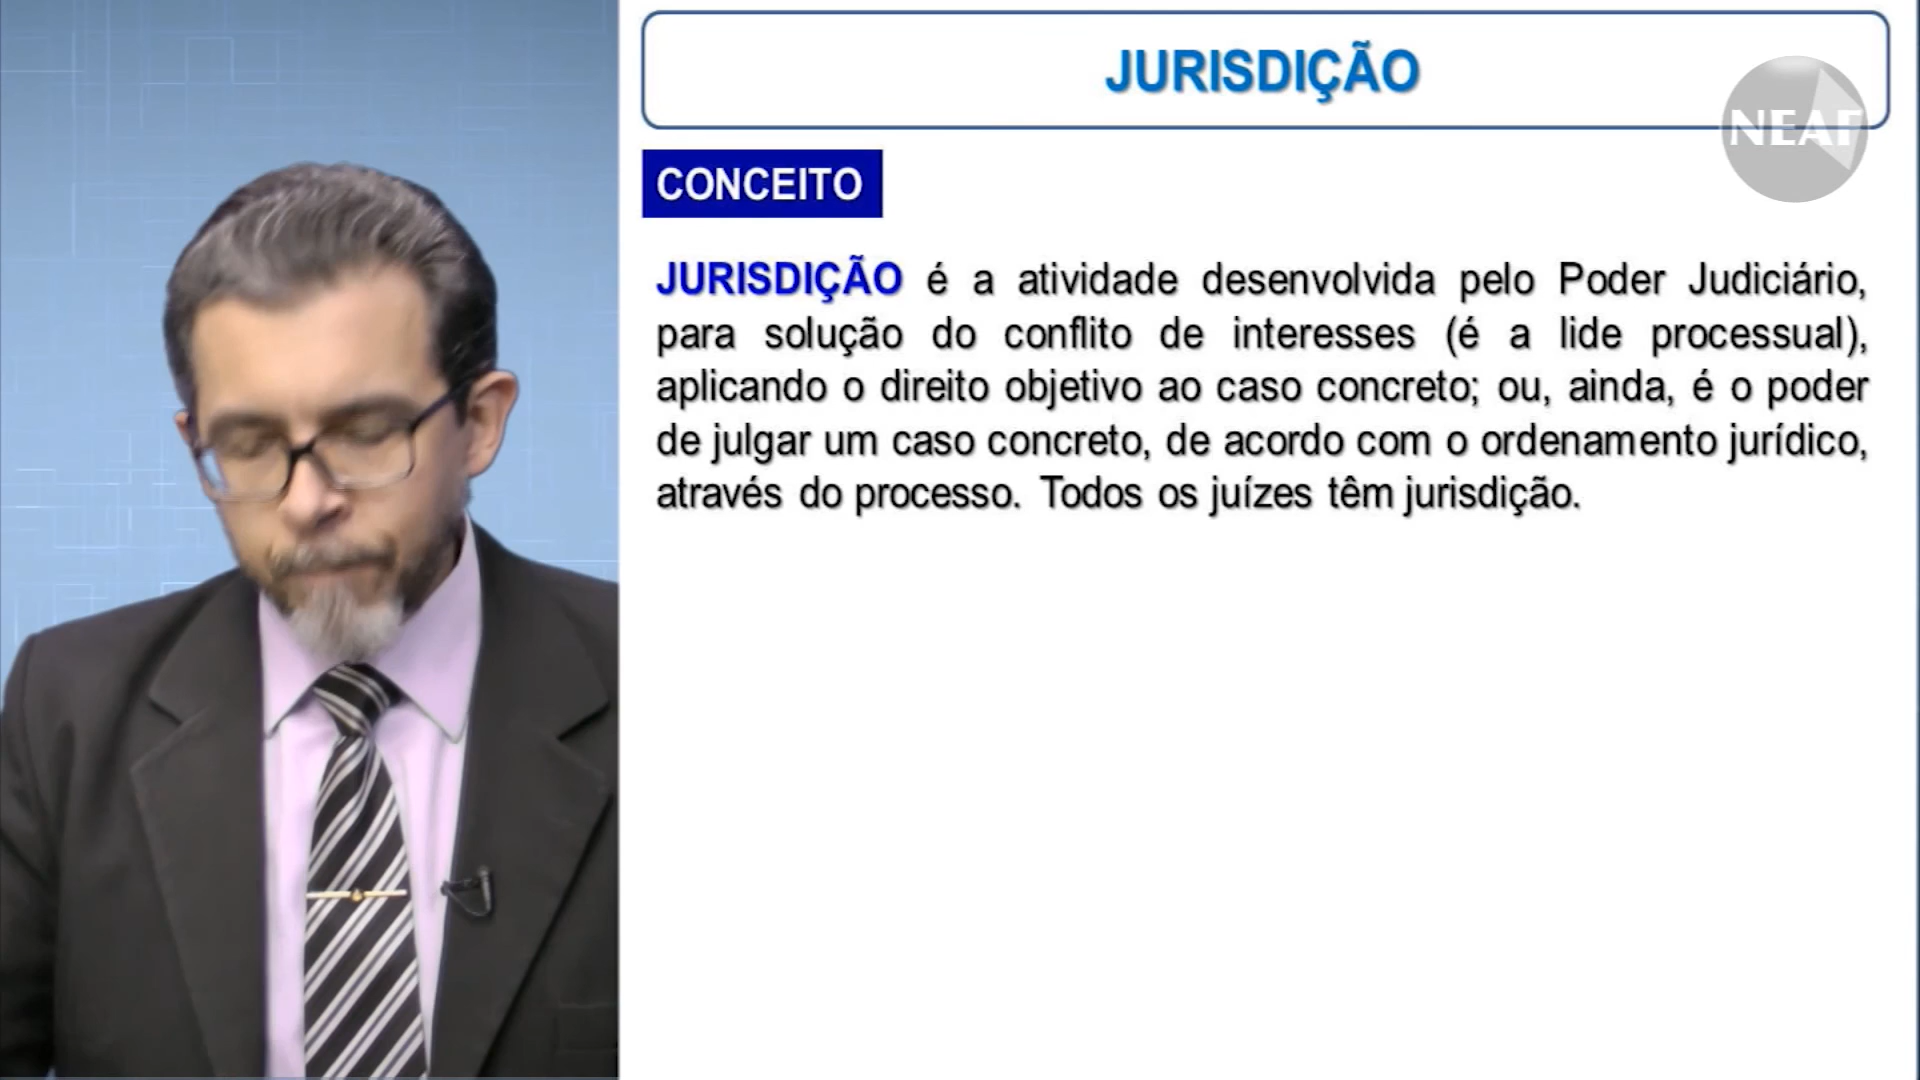 JURISDIÇÃO
NEAF
CONCEITO
JURISDIÇÃO é a atividade desenvolvida pelo Poder Judiciário,
para solução do conflito de interesses (é a lide processual),
aplicando o direito objetivo ao caso concreto; ou, ainda, é o poder
de julgar um caso concreto, de acordo com o ordenamento jurídico,
através do processo. Todos os juízes têm jurisdição.